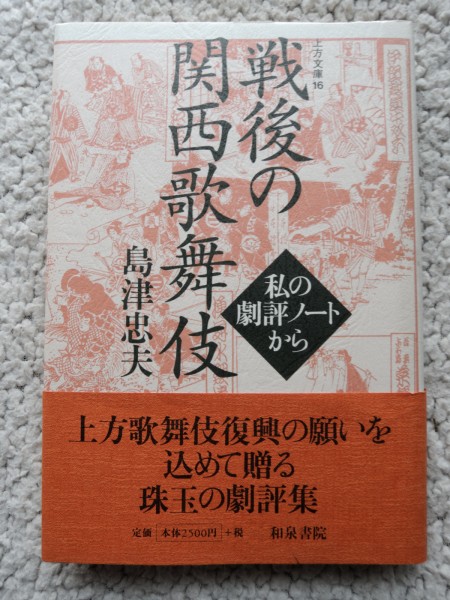 上方文庫16
戦後の
関西歌舞伎
私の
劇評ノート
から
島津忠夫
上方歌舞伎復興の願いを
込めて贈る
珠玉の劇評集
定価 本体2500円 +税
和泉書院